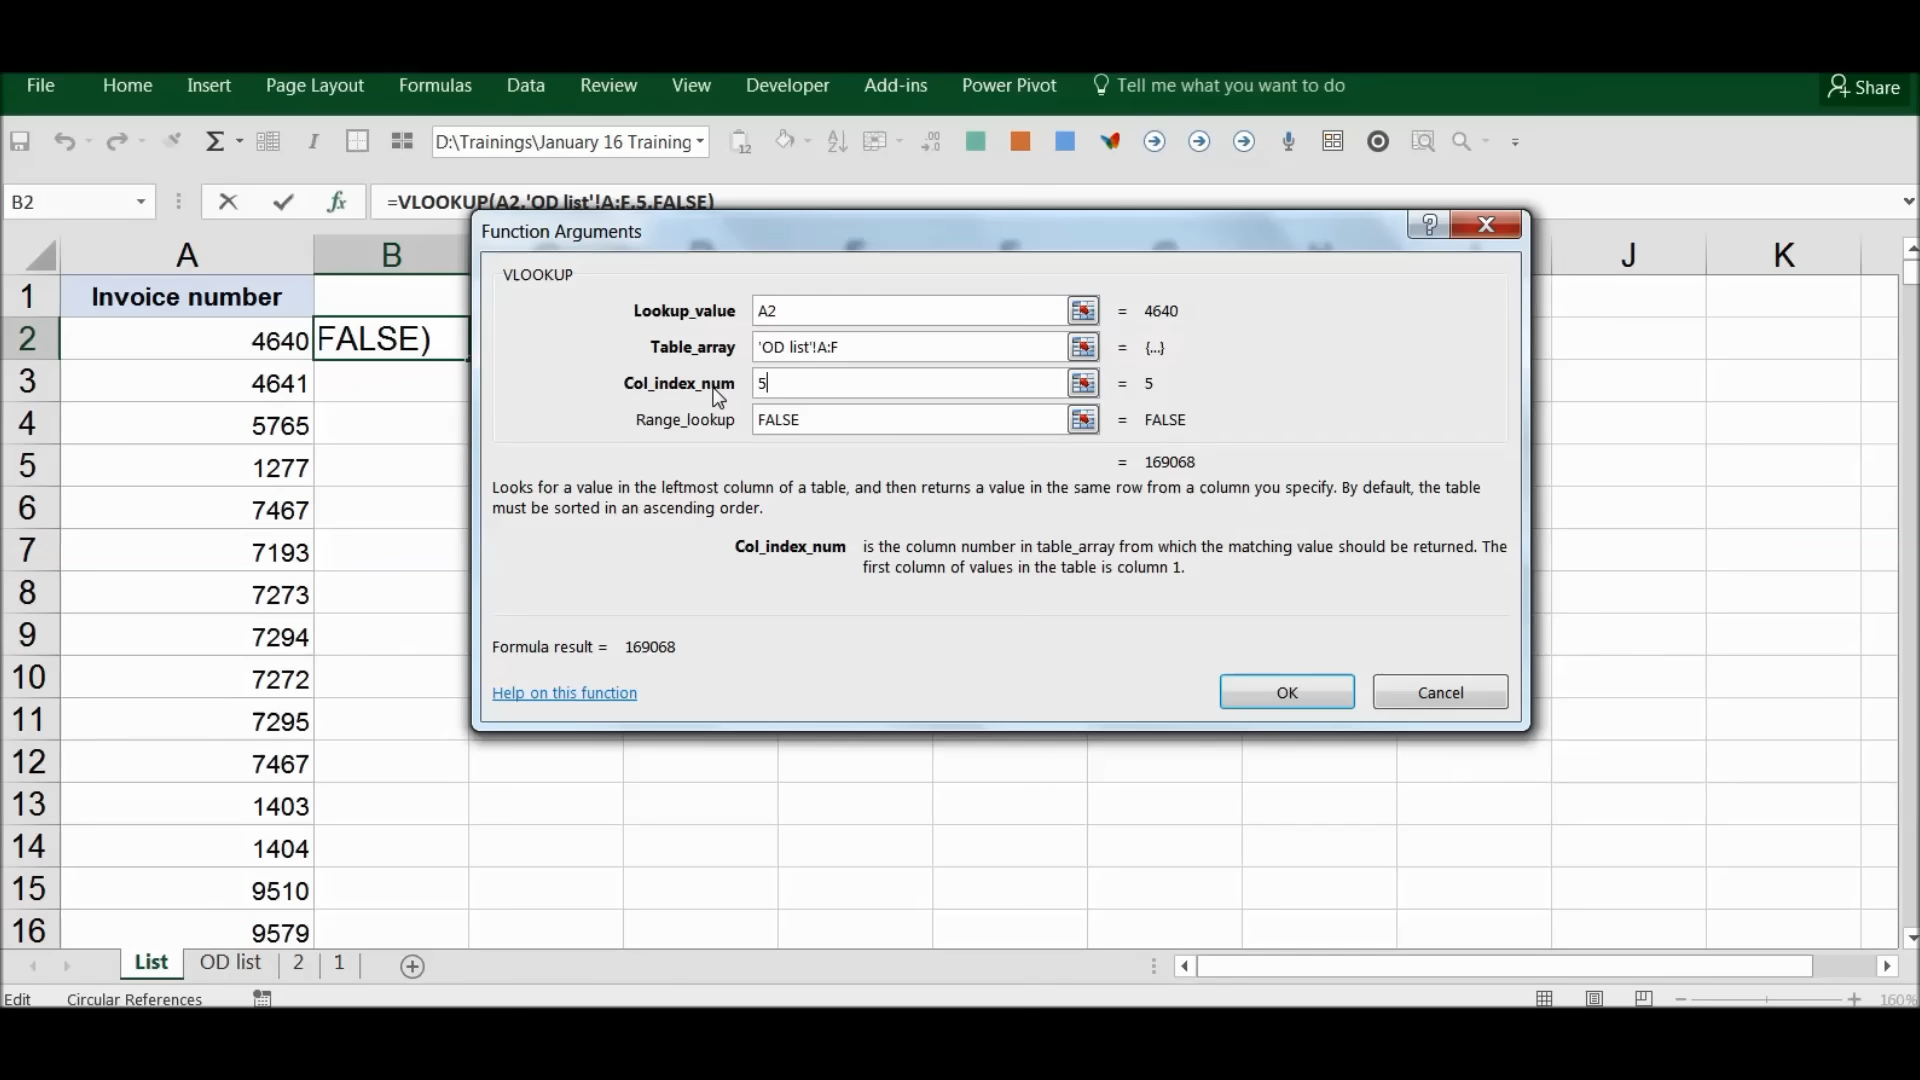 File Home Insert Page Layout Formulas Data Review View Developer Add-ins Power Pivot Tell me what you want to do Share
D:\Trainings\January 16 Training
B2 =VLOOKUP(A2,'OD list'!A:F,5,FALSE)
Function Arguments
A B J K
VLOOKUP
1 Invoice number
Lookup_value A2 = 4640
2 4640 FALSE)
Table_array 'OD list'!A:F = {...}
3 4641
Col_index_num 5 = 5
4 5765
Range_lookup FALSE = FALSE
= 169068
5 1277
Looks for a value in the leftmost column of a table, and then returns a value in the same row from a column you specify. By default, the table
must be sorted in an ascending order.
6 7467
Col_index_num is the column number in table_array from which the matching value should be returned. The
first column of values in the table is column 1.
7 7193
8 7273
9 7294
Formula result = 169068
10 7272
Help on this function OK Cancel
11 7295
12 7467
13 1403
14 1404
15 9510
16 9579
List OD list 2 1
Edit Circular References 160%